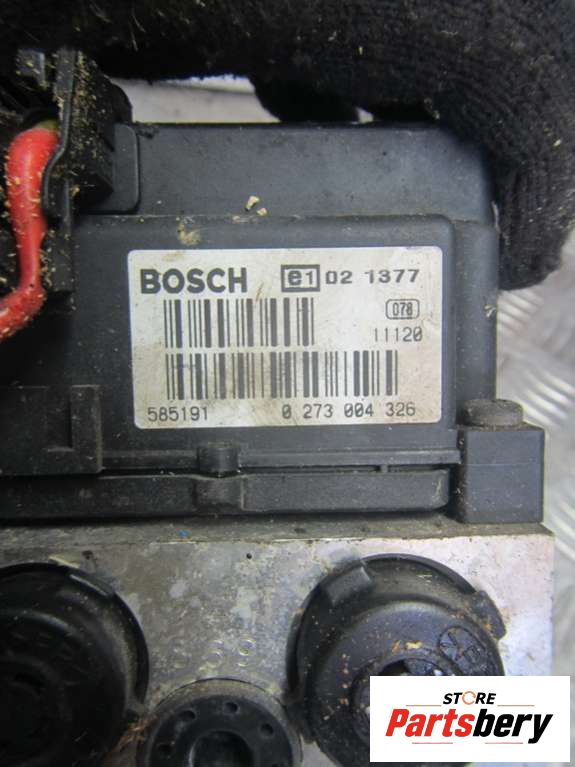 BOSCH e1 02 1377
078
11120
585191 0 273 004 326
STORE
Partsbery